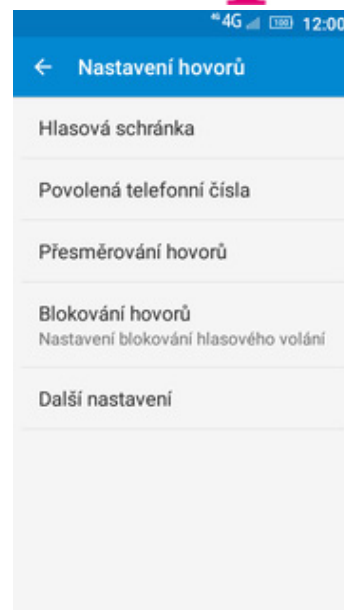 4G 100 12:00
Nastavení hovorů
Hlasová schránka
Povolená telefonní čísla
Přesměrování hovorů
Blokování hovorů
Nastavení blokování hlasového volání
Další nastavení